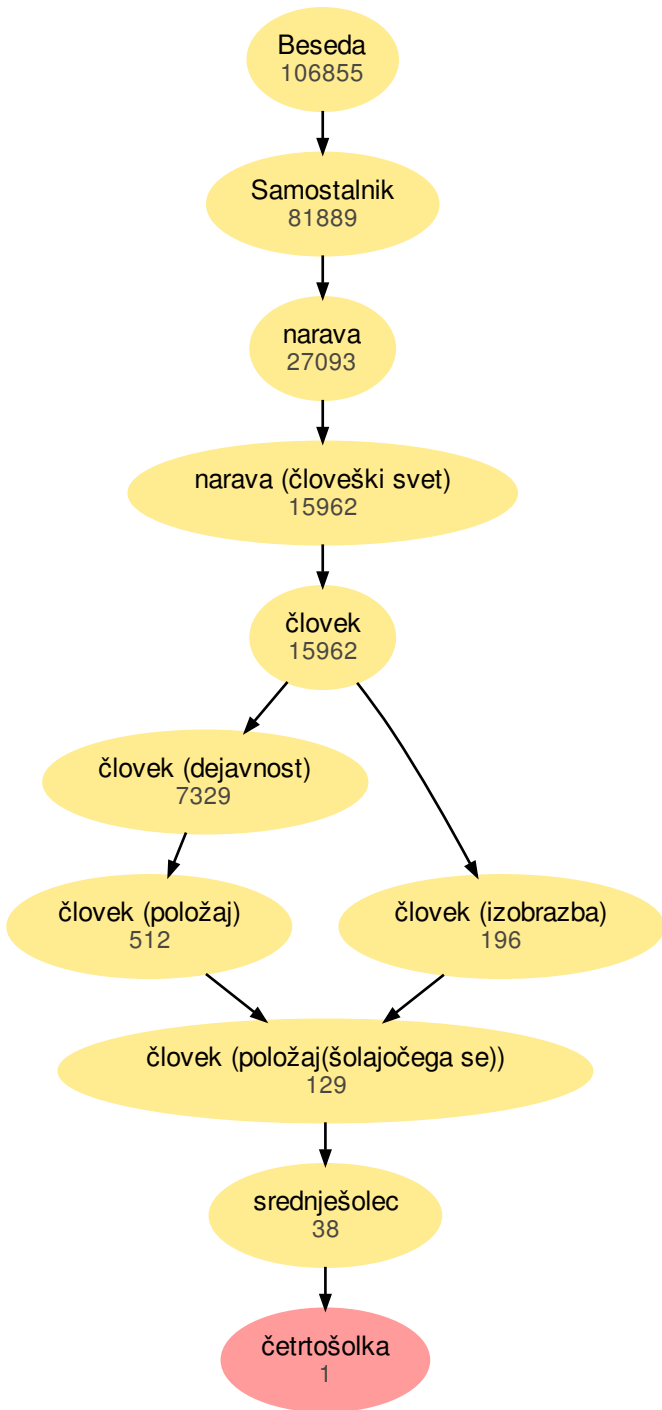 Beseda
106855
Samostalnik
81889
narava
27093
narava (človeški svet)
15962
človek
15962
človek (dejavnost)
7329
človek (položaj)
512
človek (izobrazba)
196
človek (položaj(šolajočega se))
129
srednješolec
38
četrtošolka
1